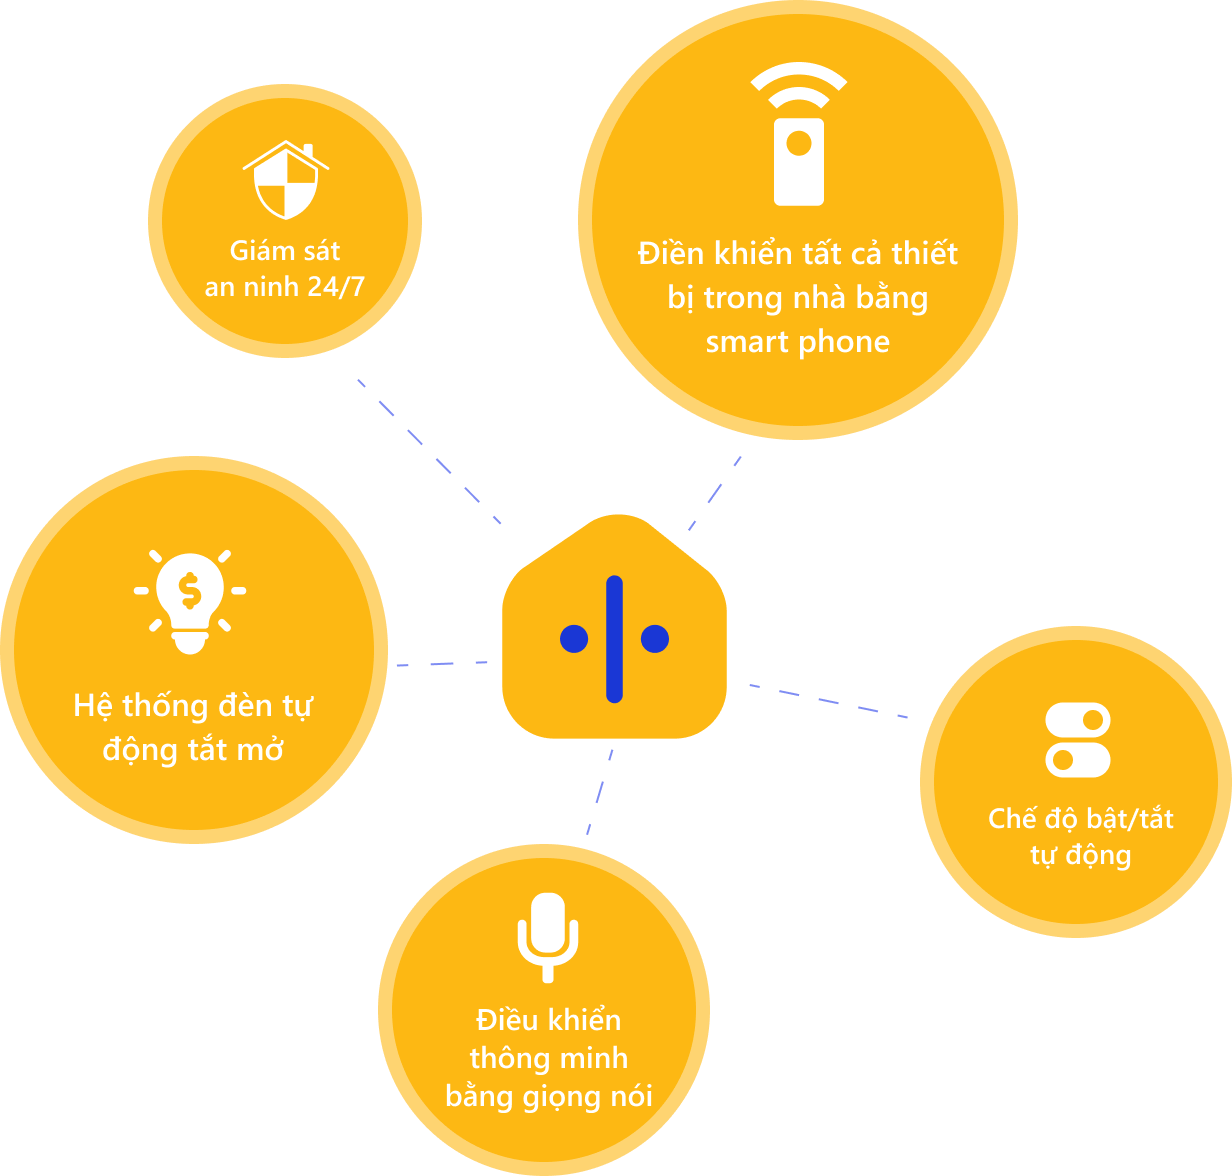 Giám sát
an ninh 24/7
Điền khiển tất cả thiết
bị trong nhà bằng
smart phone
Hệ thống đèn tự
động tắt mở
Chế độ bật/tắt
tự động
Điều khiển
thông minh
bằng giọng nói